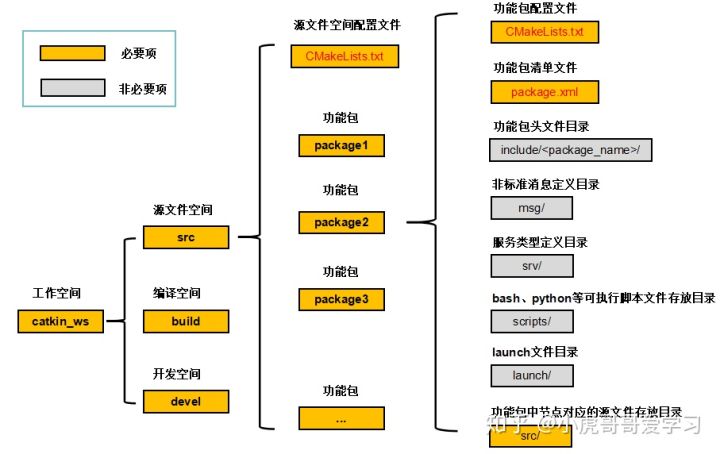 必要项
非必要项
工作空间
catkin_ws
源文件空间
src
编译空间
build
开发空间
devel
源文件空间配置文件
CMakeLists.txt
功能包
package1
功能包
package2
功能包
package3
功能包
...
功能包配置文件
CMakeLists.txt
功能包清单文件
package.xml
功能包头文件目录
include/<package_name>/
非标准消息定义目录
msg/
服务类型定义目录
srv/
bash、python等可执行脚本文件存放目录
scripts/
launch文件目录
launch/
功能包中节点对应的源文件存放目录
src/
知乎 @小虎哥哥爱学习